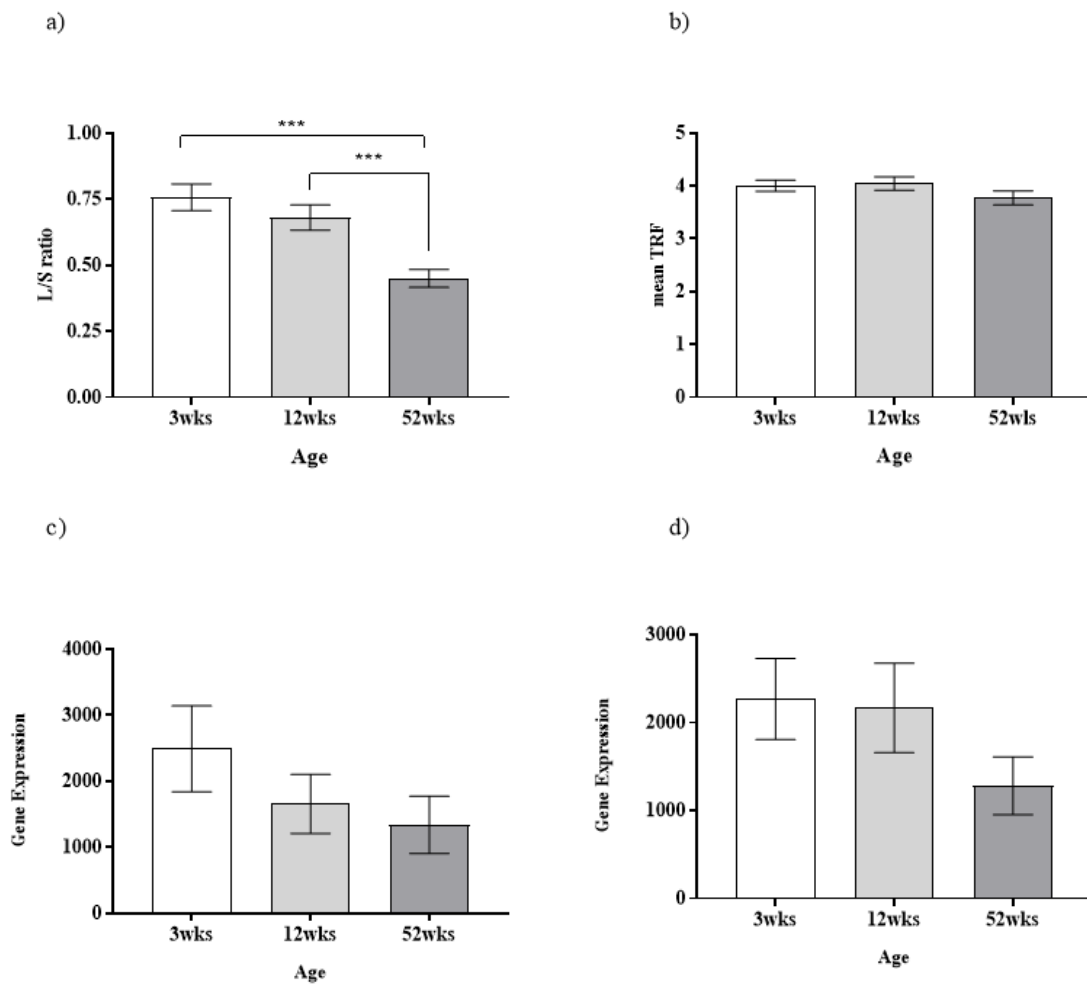 a)
***
***
1.00
0.75
0.50
0.25
0.00
L/S ratio
3wks 12wks 52wks
Age
b)
5
4
3
2
1
0
mean TRF
3wks 12wks 52wls
Age
c)
4000
3000
2000
1000
0
Gene Expression
3wks 12wks 52wks
Age
d)
3000
2000
1000
0
Gene Expression
3wks 12wks 52wks
Age